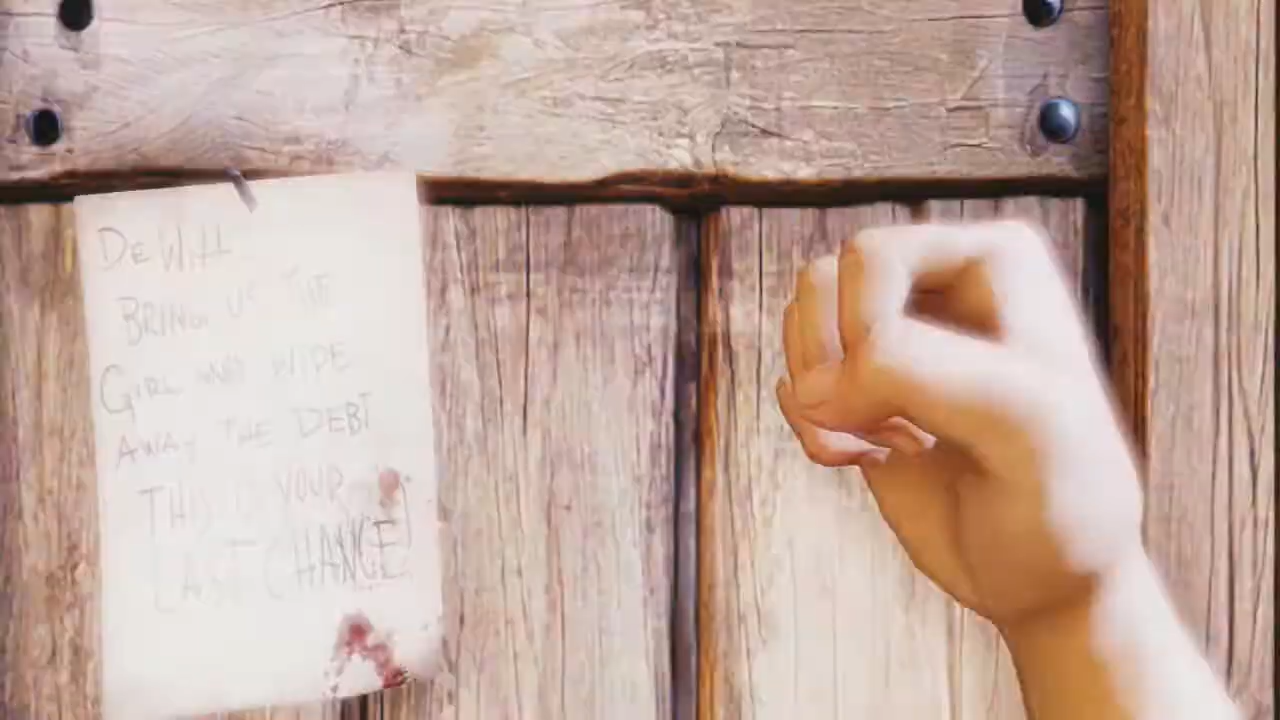 DeWitt
BRING US THE
GIRL AND WIPE
AWAY THE DEBT
THIS IS YOUR
LAST CHANCE!